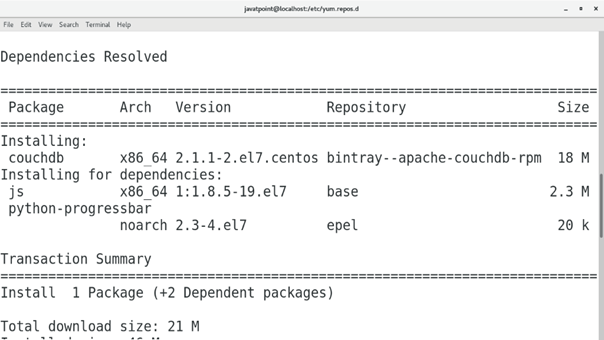 javatpoint@localhost:/etc/yum.repos.d
File Edit View Search Terminal Help
Dependencies Resolved
================================================================================
Package Arch Version Repository Size
================================================================================
Installing:
couchdb x86_64 2.1.1-2.el7.centos bintray--apache-couchdb-rpm 18 M
Installing for dependencies:
js x86_64 1:1.8.5-19.el7 base 2.3 M
python-progressbar
noarch 2.3-4.el7 epel 20 k
Transaction Summary
================================================================================
Install 1 Package (+2 Dependent packages)
Total download size: 21 M